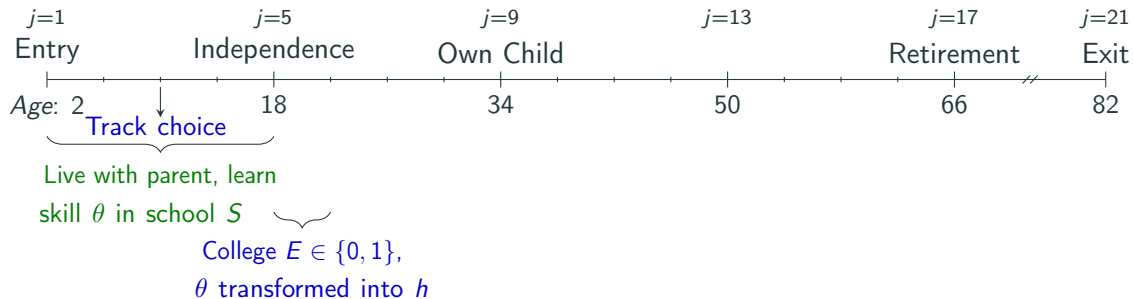 j=1 j=5 j=9 j=13 j=17 j=21
Entry Independence Own Child Retirement Exit
Age: 2 18 34 50 66 82
Track choice
Live with parent, learn
skill θ in school S
College E ∈ {0, 1},
θ transformed into h